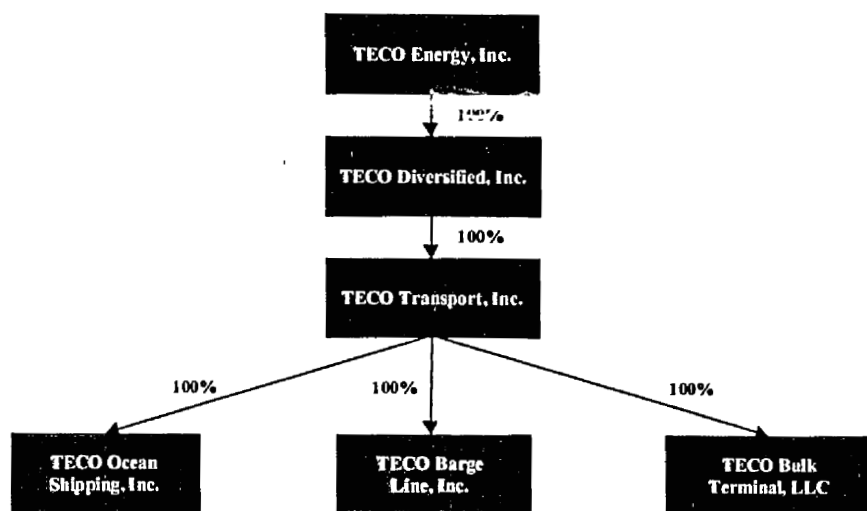 TECO Energy, Inc.
100%
TECO Diversified, Inc.
100%
TECO Transport, Inc.
100%
100%
100%
TECO Ocean
Shipping, Inc.
TECO Barge
Line, Inc.
TECO Bulk
Terminal, LLC